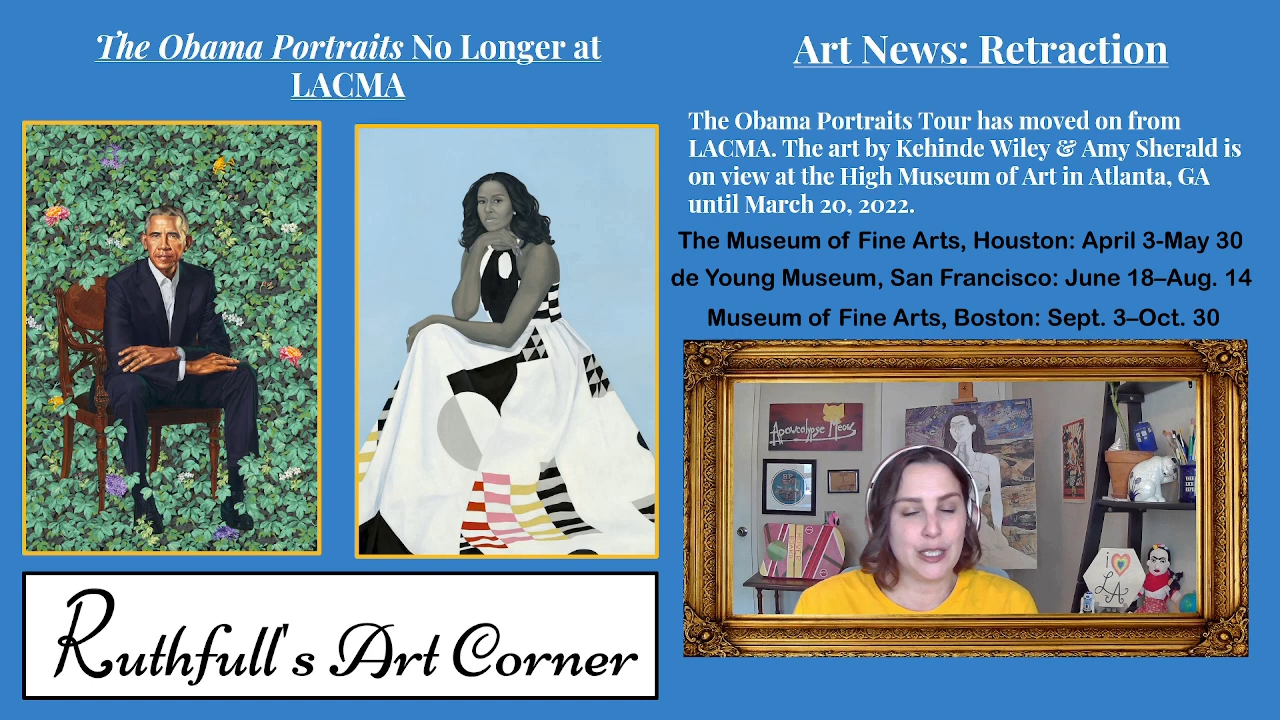 The Obama Portraits No Longer at
LACMA
Art News: Retraction
The Obama Portraits Tour has moved on from
LACMA. The art by Kehinde Wiley & Amy Sherald is
on view at the High Museum of Art in Atlanta, GA
until March 20, 2022.
The Museum of Fine Arts, Houston: April 3-May 30
de Young Museum, San Francisco: June 18–Aug. 14
Museum of Fine Arts, Boston: Sept. 3–Oct. 30
Apowcalypse Meow
i
LA
Ruthfull's Art Corner